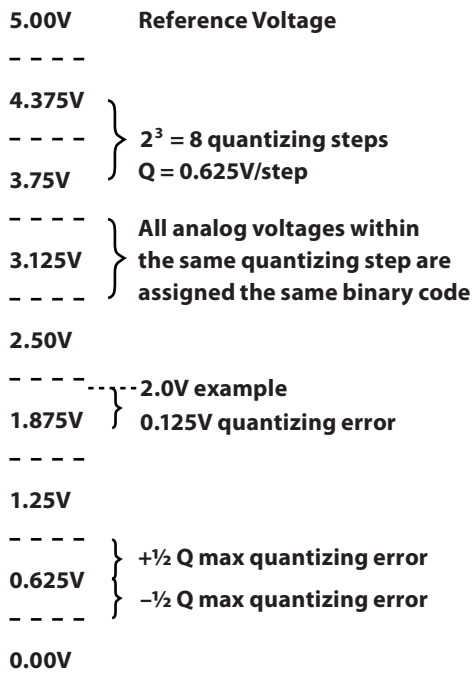 5.00V Reference Voltage
4.375V
2³ = 8 quantizing steps
Q = 0.625V/step
3.75V
All analog voltages within
3.125V the same quantizing step are
assigned the same binary code
2.50V
2.0V example
1.875V 0.125V quantizing error
1.25V
+½ Q max quantizing error
0.625V
–½ Q max quantizing error
0.00V